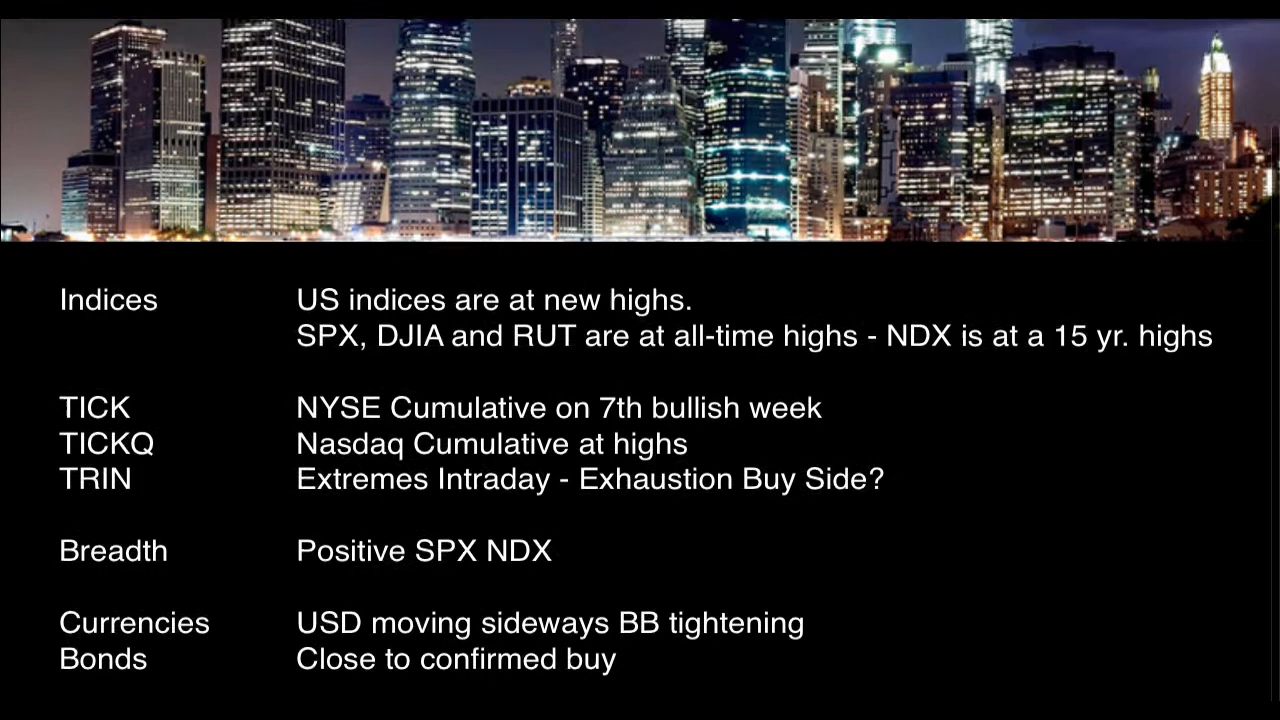 Indices US indices are at new highs.
SPX, DJIA and RUT are at all-time highs - NDX is at a 15 yr. highs
TICK NYSE Cumulative on 7th bullish week
TICKQ Nasdaq Cumulative at highs
TRIN Extremes Intraday - Exhaustion Buy Side?
Breadth Positive SPX NDX
Currencies USD moving sideways BB tightening
Bonds Close to confirmed buy